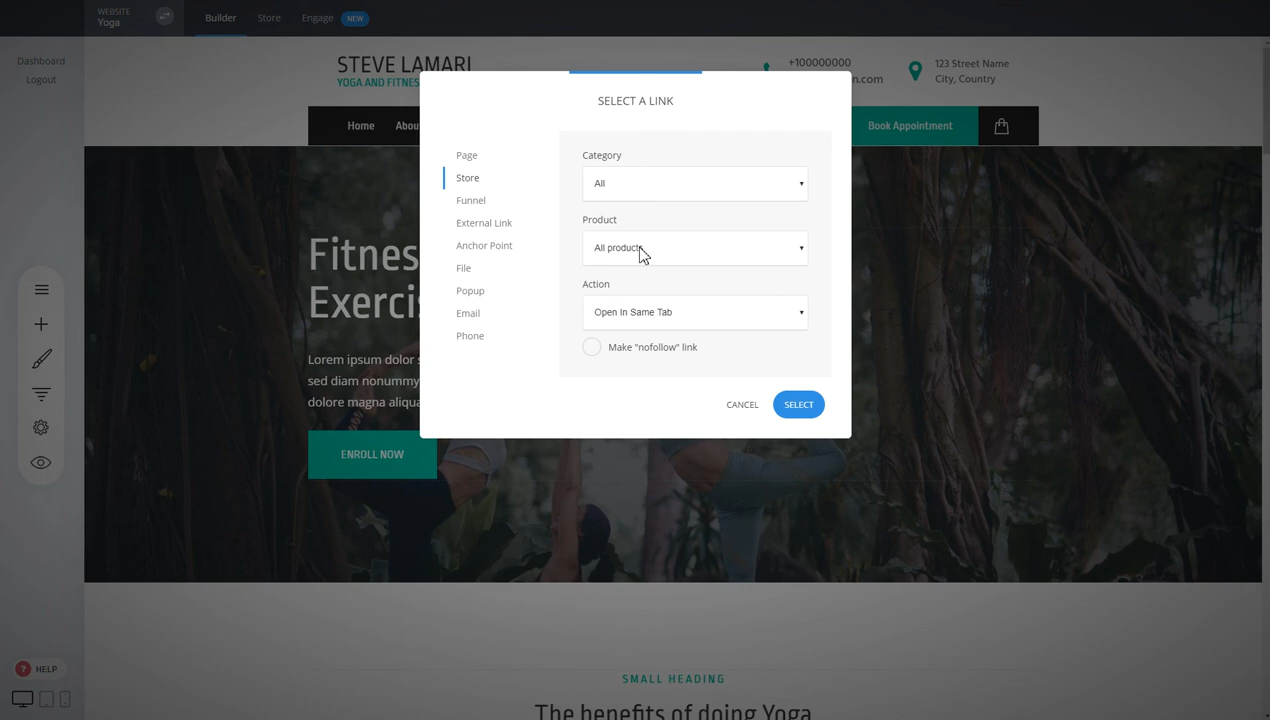 WEBSITE
Yoga
Builder
Store
Engage
NEW
Dashboard
Logout
STEVE LAMARI
YOGA AND FITNES
+100000000
n.com
123 Street Name
City, Country
Home
Abou
Book Appointment
SELECT A LINK
Page
Store
Funnel
External Link
Anchor Point
File
Popup
Email
Phone
Category
All
Product
All products
Action
Open In Same Tab
Make "nofollow" link
CANCEL
SELECT
Fitnes
Exercis
Lorem ipsum dolor s
sed diam nonummy
dolore magna aliqua
ENROLL NOW
? HELP
SMALL HEADING
The benefits of doing Yoga